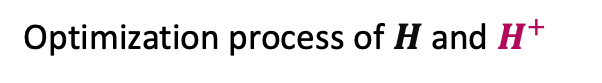 Optimization process of H and H⁺